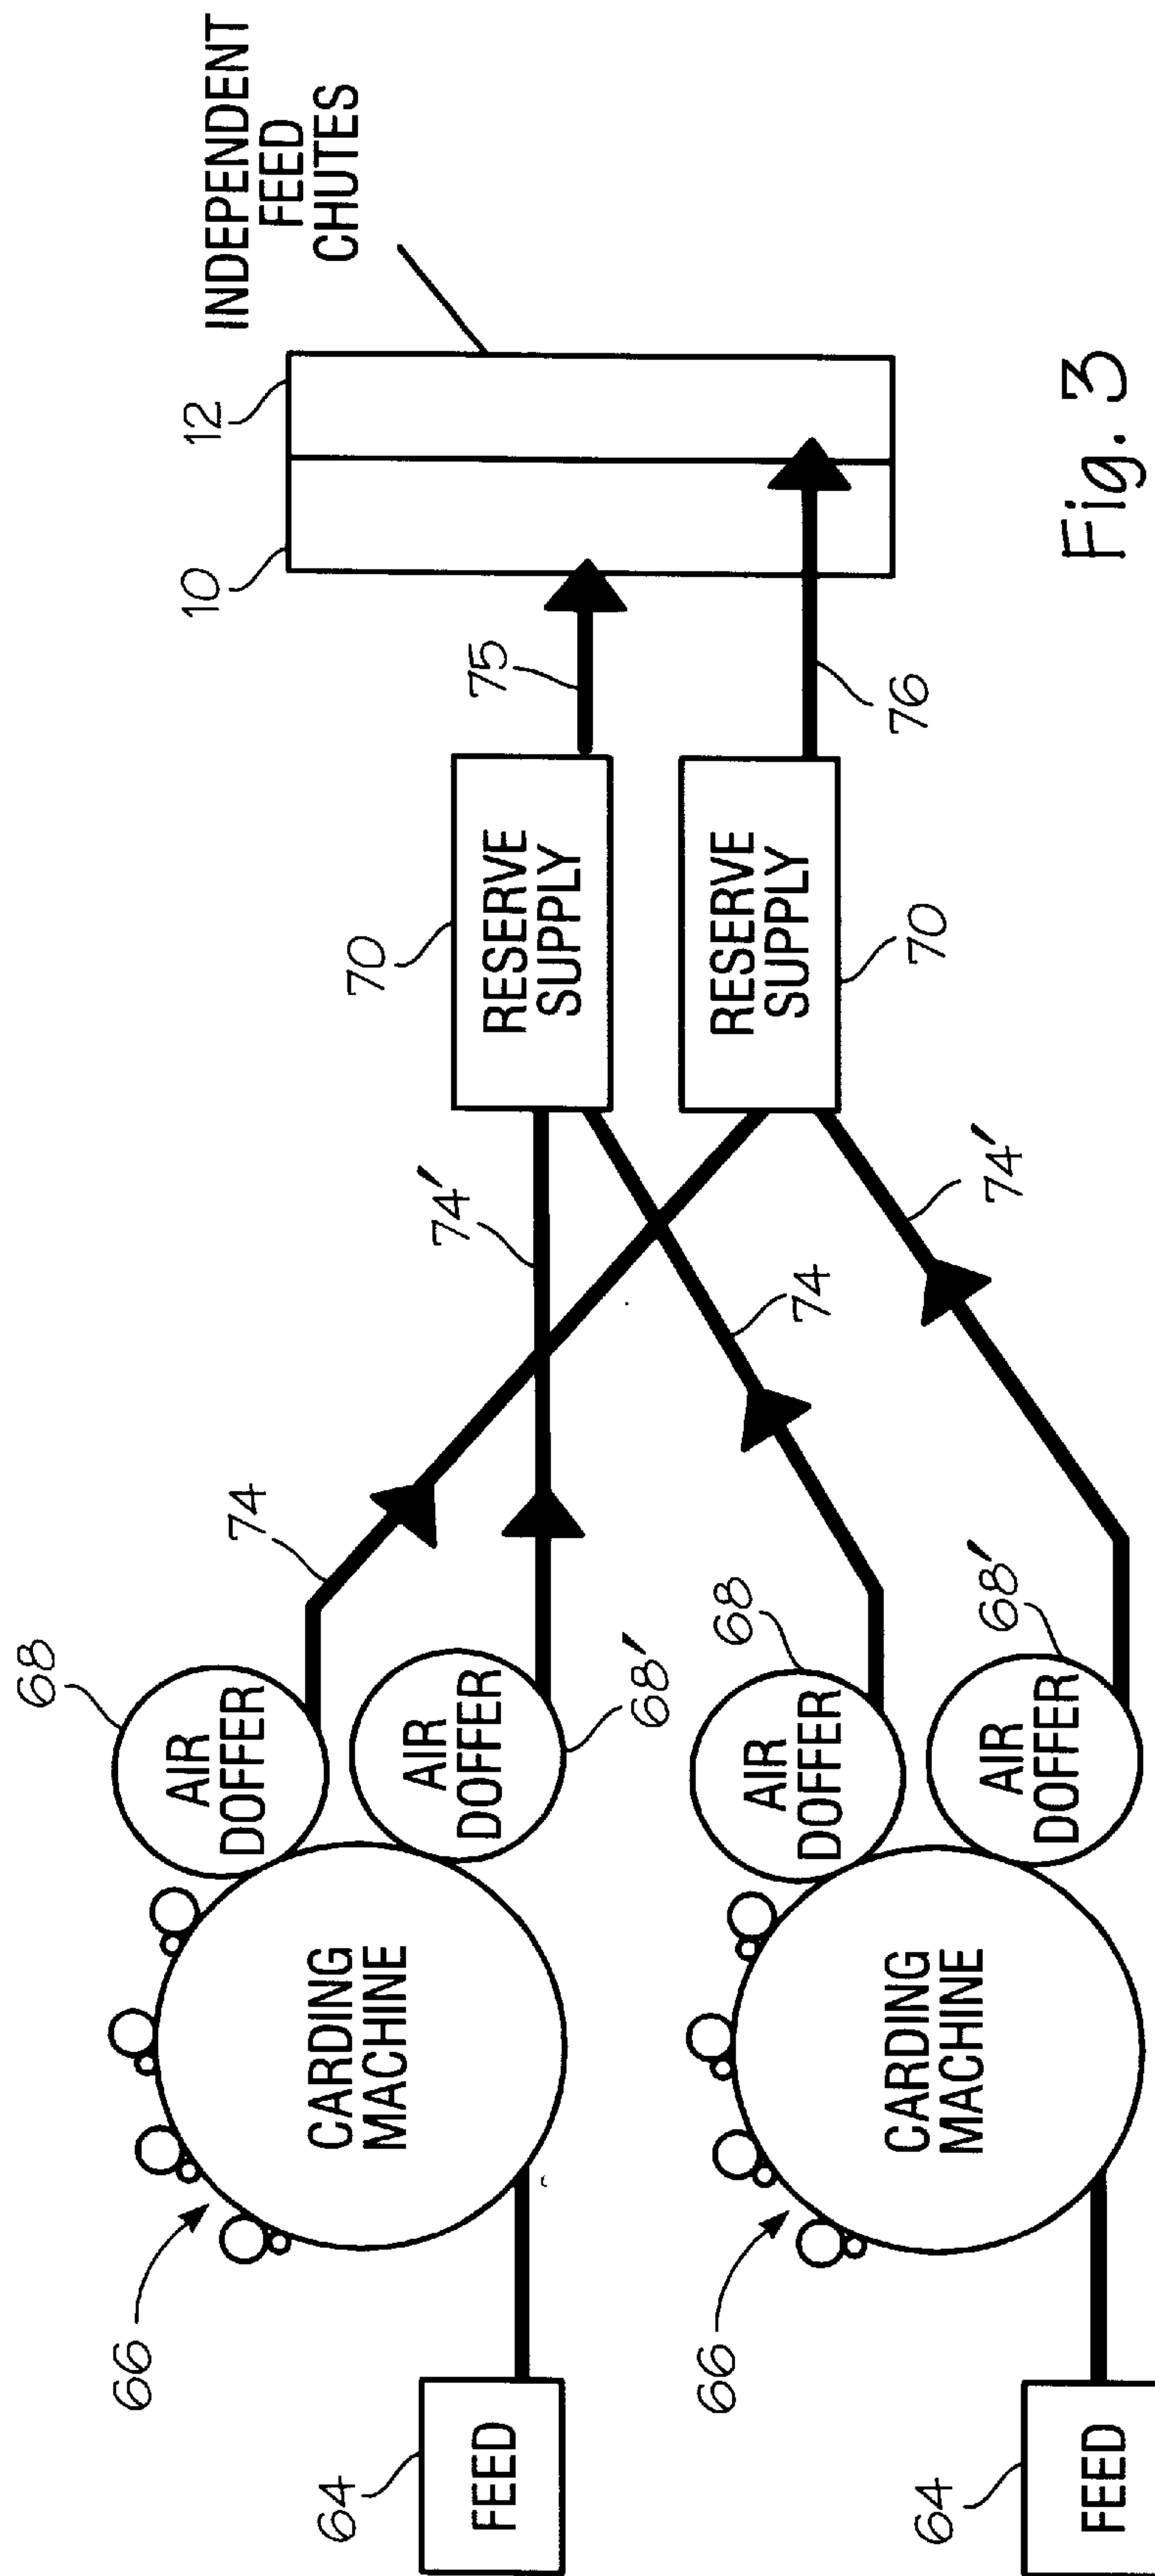 INDEPENDENT
FEED
CHUTES
12
10
75
76
RESERVE
SUPPLY
70
RESERVE
SUPPLY
70
74'
74
74'
74
68
AIR
DOFFER
AIR
DOFFER
68'
68
AIR
DOFFER
68'
AIR
DOFFER
CARDING
MACHINE
66
CARDING
MACHINE
66
64
FEED
64
FEED
Fig. 3